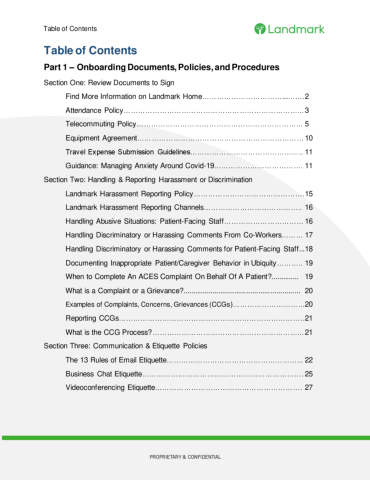 Table of Contents
Landmark
Table of Contents
Part 1 – Onboarding Documents, Policies, and Procedures
Section One: Review Documents to Sign
Find More Information on Landmark Home…………………………………2
Attendance Policy……………………………………………………………… 3
Telecommuting Policy………………………………………………………… 5
Equipment Agreement…………………………………………………………10
Travel Expense Submission Guidelines……………………………………… 11
Guidance: Managing Anxiety Around Covid-19……………………………… 11
Section Two: Handling & Reporting Harassment or Discrimination
Landmark Harassment Reporting Policy………………………………………15
Landmark Harassment Reporting Channels………………………………… 16
Handling Abusive Situations: Patient-Facing Staff…………………………… 16
Handling Discriminatory or Harassing Comments From Co-Workers……… 17
Handling Discriminatory or Harassing Comments for Patient-Facing Staff...18
Documenting Inappropriate Patient/Caregiver Behavior in Ubiquity……….. 19
When to Complete An ACES Complaint On Behalf Of A Patient?.............. 19
What is a Complaint or a Grievance?........................................................... 20
Examples of Complaints, Concerns, Grievances (CCGs)…………………………20
Reporting CCGs…………………………………………………………………21
What is the CCG Process?………………………………………………………21
Section Three: Communication & Etiquette Policies
The 13 Rules of Email Etiquette……………………………………………… 22
Business Chat Etiquette…………………………………………………………25
Videoconferencing Etiquette…………………………………………………… 27
PROPRIETARY & CONFIDENTIAL